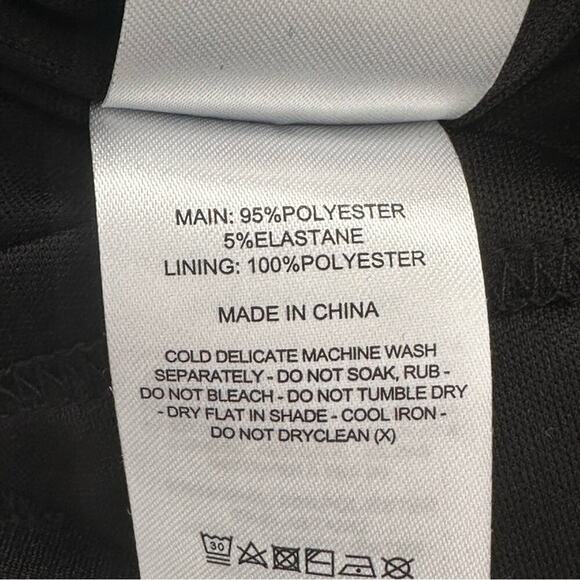 MAIN: 95%POLYESTER
5%ELASTANE
LINING: 100%POLYESTER
MADE IN CHINA
COLD DELICATE MACHINE WASH
SEPARATELY - DO NOT SOAK, RUB -
DO NOT BLEACH - DO NOT TUMBLE DRY
- DRY FLAT IN SHADE - COOL IRON -
DO NOT DRYCLEAN (X)
30